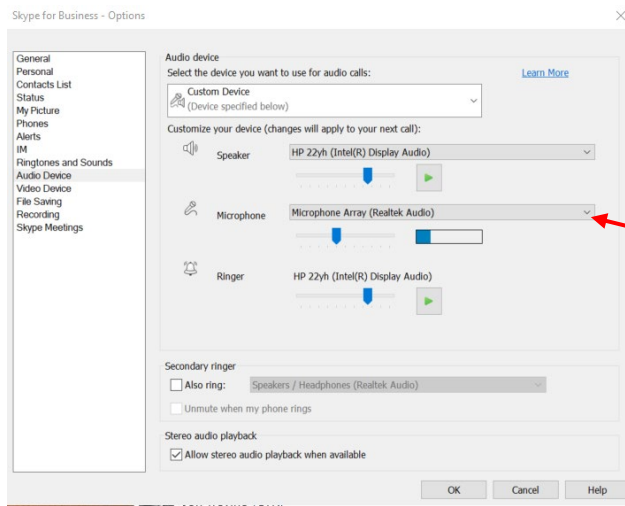 Skype for Business - Options
General
Personal
Contacts List
Status
My Picture
Phones
Alerts
IM
Ringtones and Sounds
Audio Device
Video Device
File Saving
Recording
Skype Meetings
Audio device
Select the device you want to use for audio calls:
Learn More
Custom Device
(Device specified below)
Customize your device (changes will apply to your next call):
Speaker
HP 22yh (Intel(R) Display Audio)
Microphone
Microphone Array (Realtek Audio)
Ringer
HP 22yh (Intel(R) Display Audio)
Secondary ringer
Also ring:
Speakers / Headphones (Realtek Audio)
Unmute when my phone rings
Stereo audio playback
Allow stereo audio playback when available
OK
Cancel
Help